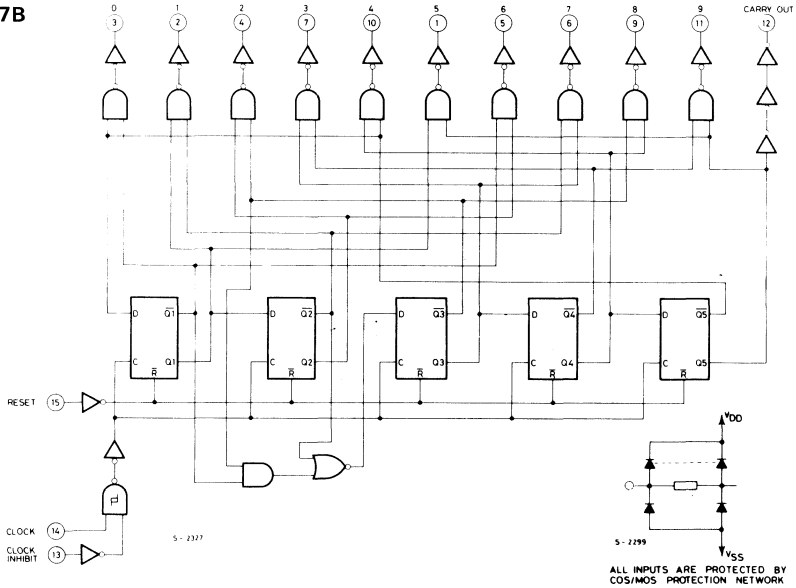 7B
0 1 2 3 4 5 6 7 8 9 CARRY OUT
3 2 4 7 10 1 5 6 9 11 12
D Q1 D Q2 D Q3 D Q4 D Q5
C Q1 C Q2 C Q3 C Q4 C Q5
R R R R R
RESET 15
VDD
CLOCK 14
S-2327
S-2299
CLOCK INHIBIT 13
VSS
ALL INPUTS ARE PROTECTED BY
COS/MOS PROTECTION NETWORK